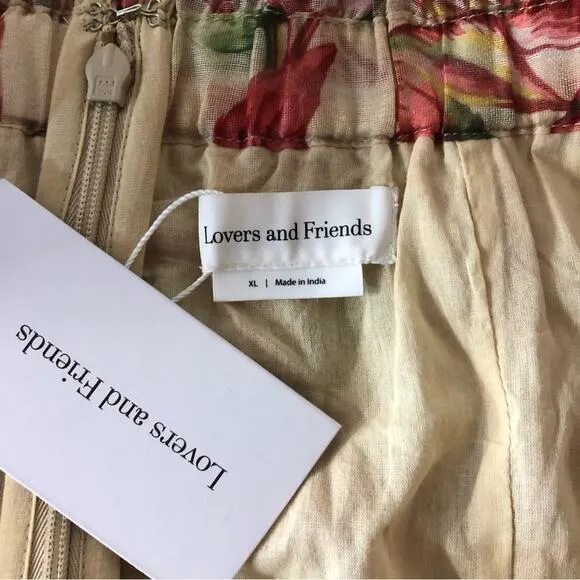 Lovers and Friends
XL | Made in India
Lovers and Friends